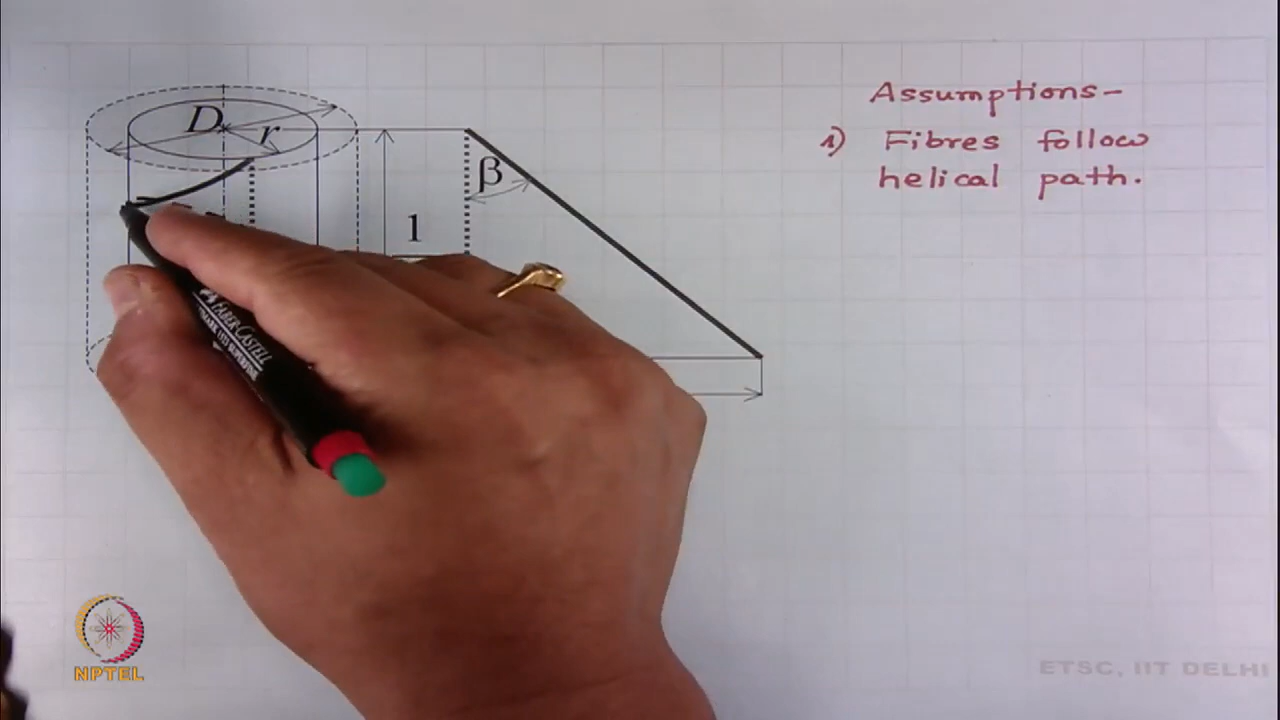 Assumptions-
1) Fibres follow
helical path.
D
r
β
1
FABER-CASTELL
NPTEL
ETSC, IIT DELHI